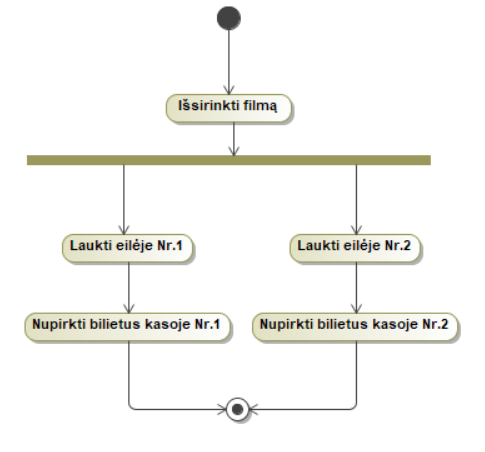 Išsirinkti filmą
Laukti eilėje Nr.1
Laukti eilėje Nr.2
Nupirkti bilietus kasoje Nr.1
Nupirkti bilietus kasoje Nr.2